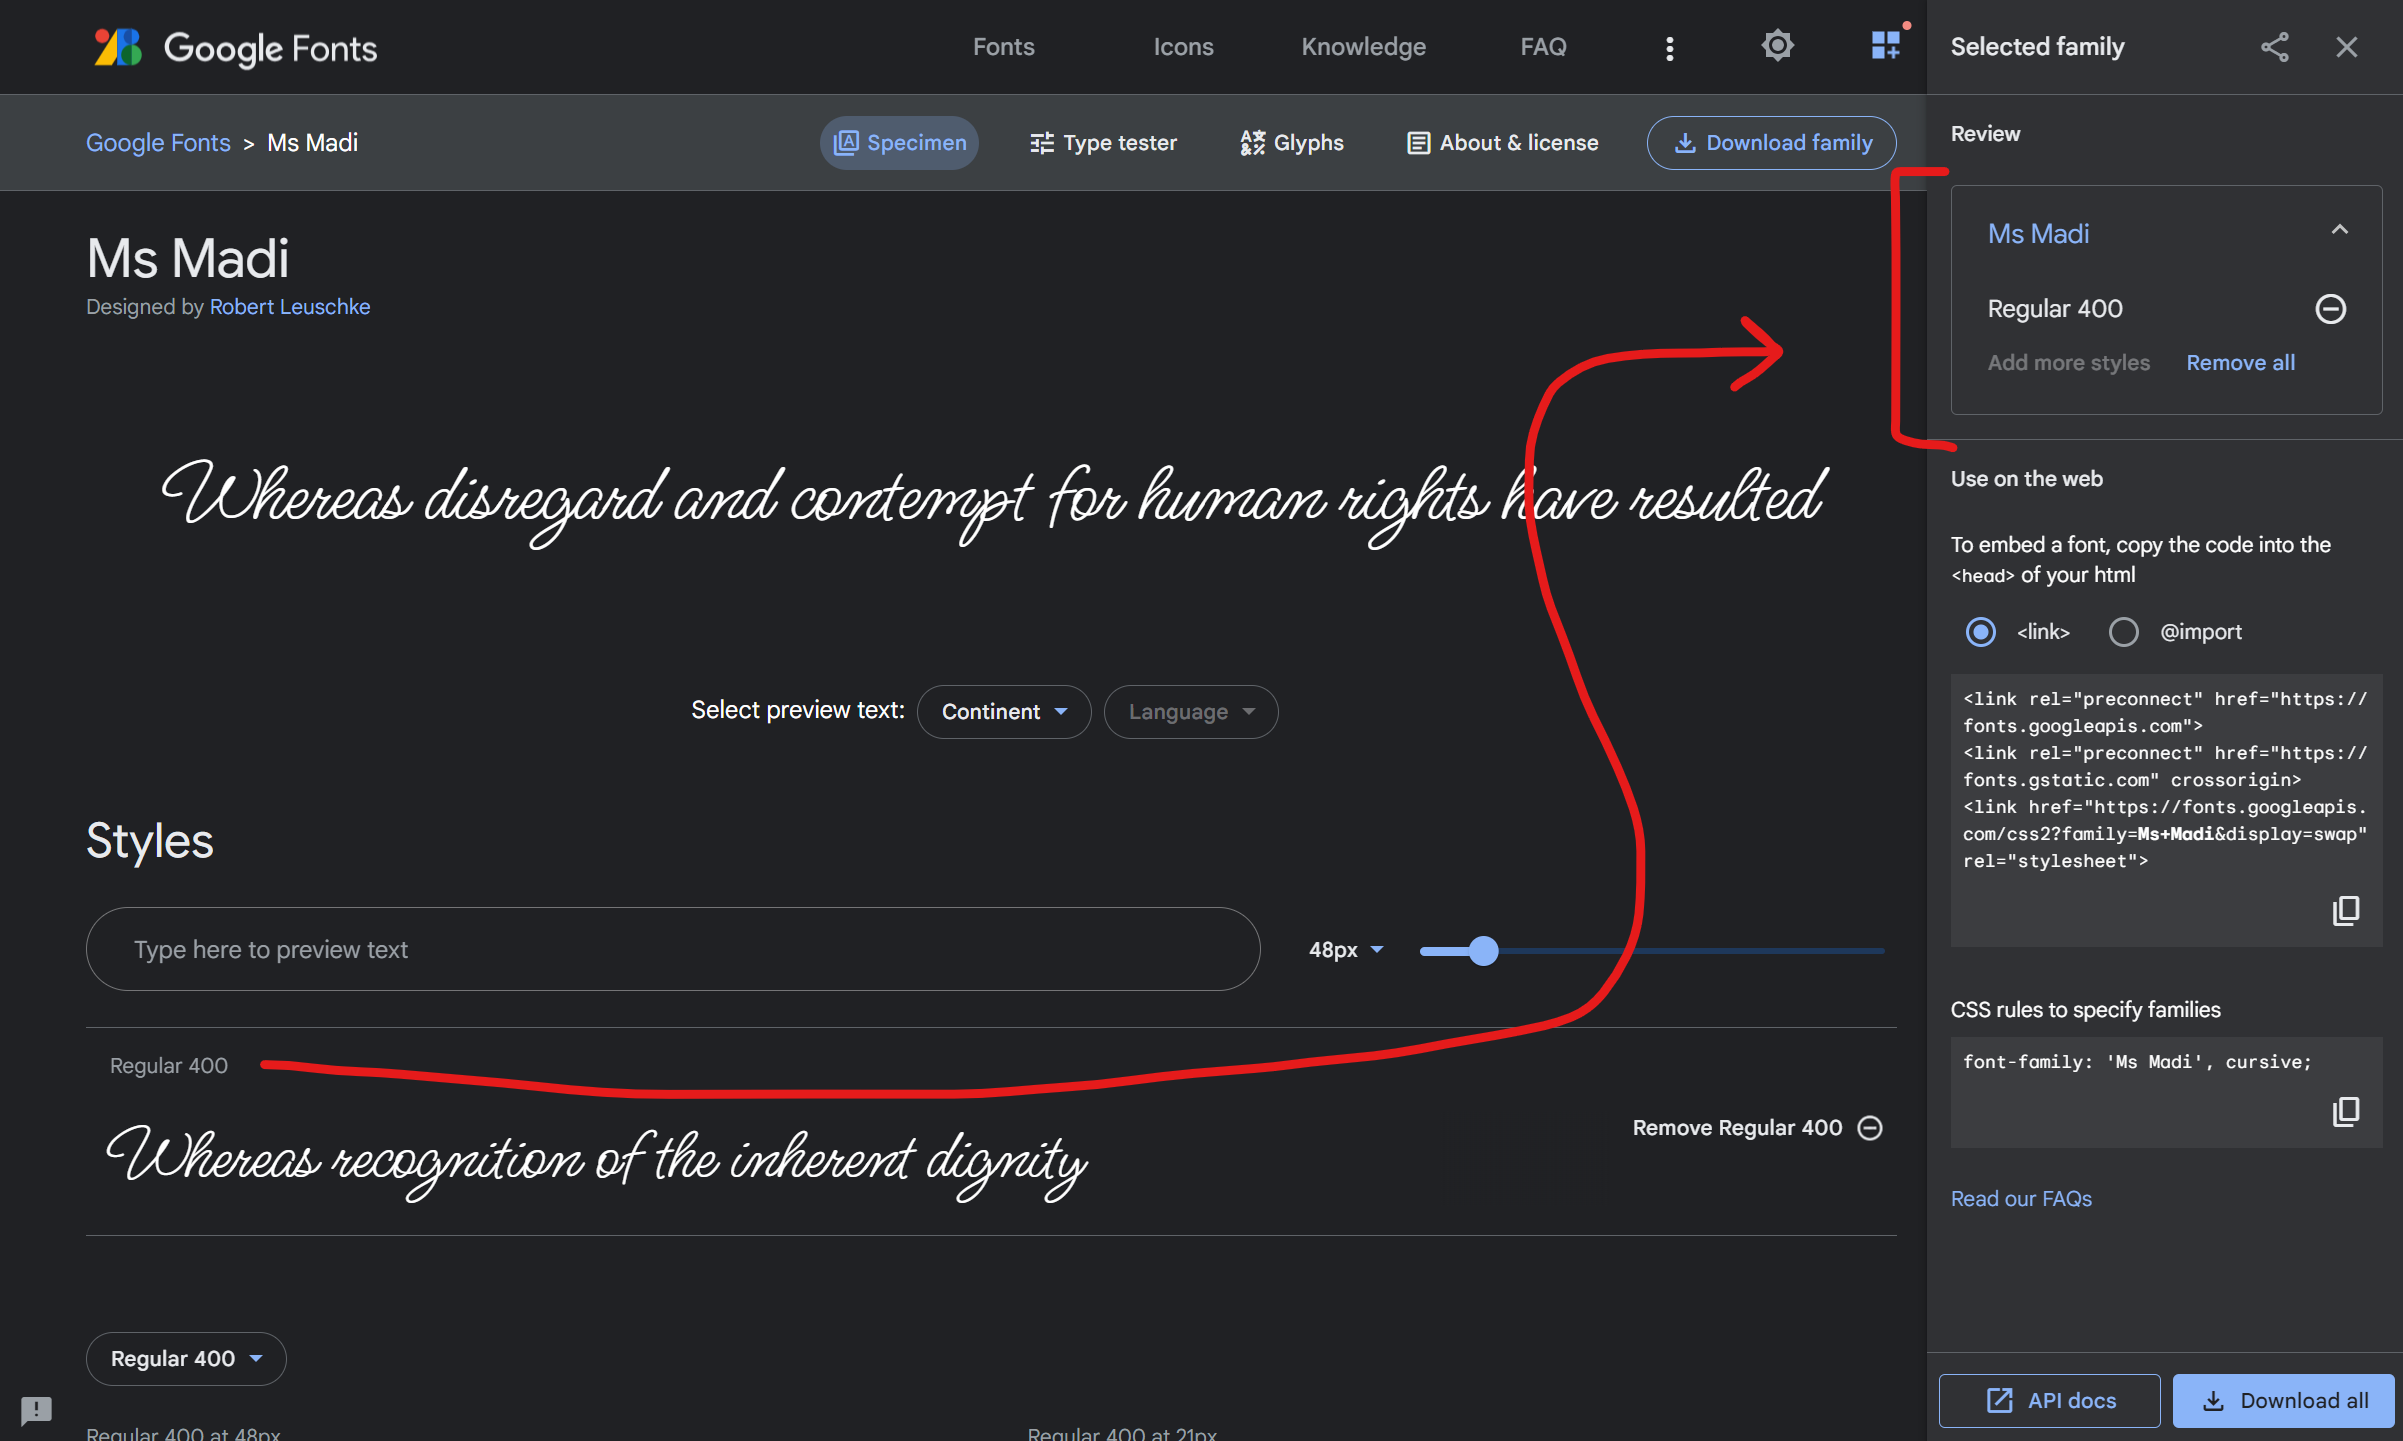 Google Fonts
Fonts
Icons
Knowledge
FAQ
Google Fonts > Ms Madi
Specimen
Type tester
Glyphs
About & license
Download family
Ms Madi
Designed by Robert Leuschke
Whereas disregard and contempt for human rights have resulted
Select preview text:
Continent
Language
Styles
Type here to preview text
48px
Regular 400
Whereas recognition of the inherent dignity
Remove Regular 400
Regular 400
Regular 400 at 48px
Regular 400 at 21px
Selected family
Review
Ms Madi
Regular 400
Add more styles
Remove all
Use on the web
To embed a font, copy the code into the
<head> of your html
<link>
@import
<link rel="preconnect" href="https://
fonts.googleapis.com">
<link rel="preconnect" href="https://
fonts.gstatic.com" crossorigin>
<link href="https://fonts.googleapis.
com/css2?family=Ms+Madi&display=swap"
rel="stylesheet">
CSS rules to specify families
font-family: 'Ms Madi', cursive;
Read our FAQs
API docs
Download all